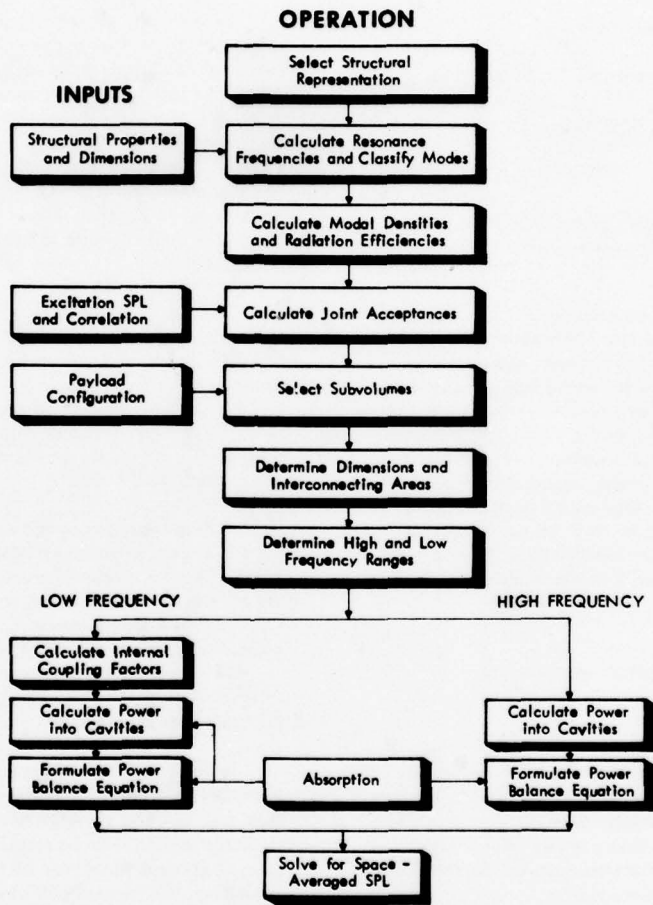 OPERATION
Select Structural
Representation
INPUTS
Structural Properties
and Dimensions
Calculate Resonance
Frequencies and Classify Modes
Calculate Modal Densities
and Radiation Efficiencies
Excitation SPL
and Correlation
Calculate Joint Acceptances
Payload
Configuration
Select Subvolumes
Determine Dimensions and
Interconnecting Areas
Determine High and Low
Frequency Ranges
LOW FREQUENCY
HIGH FREQUENCY
Calculate Internal
Coupling Factors
Calculate Power
into Cavities
Calculate Power
into Cavities
Formulate Power
Balance Equation
Absorption
Formulate Power
Balance Equation
Solve for Space -
Averaged SPL